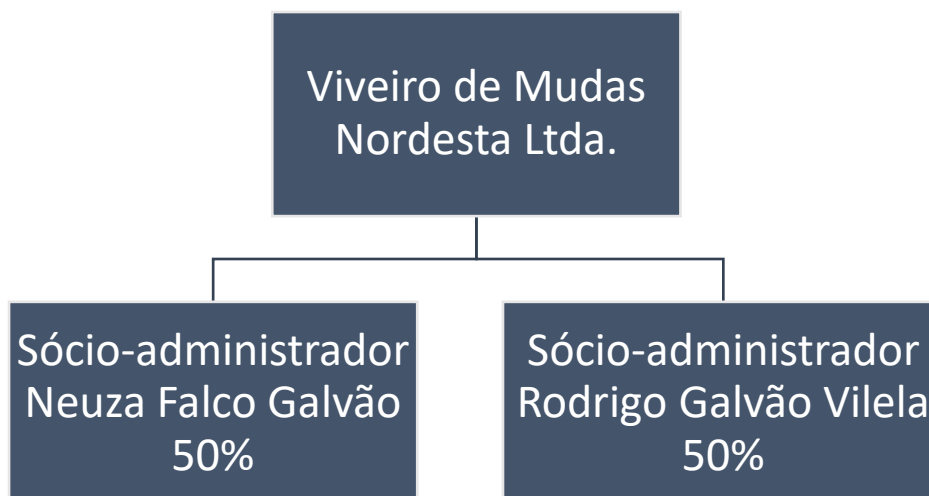 Viveiro de Mudas
Nordesta Ltda.
Sócio-administrador
Neuza Falco Galvão
50%
Sócio-administrador
Rodrigo Galvão Vilela
50%